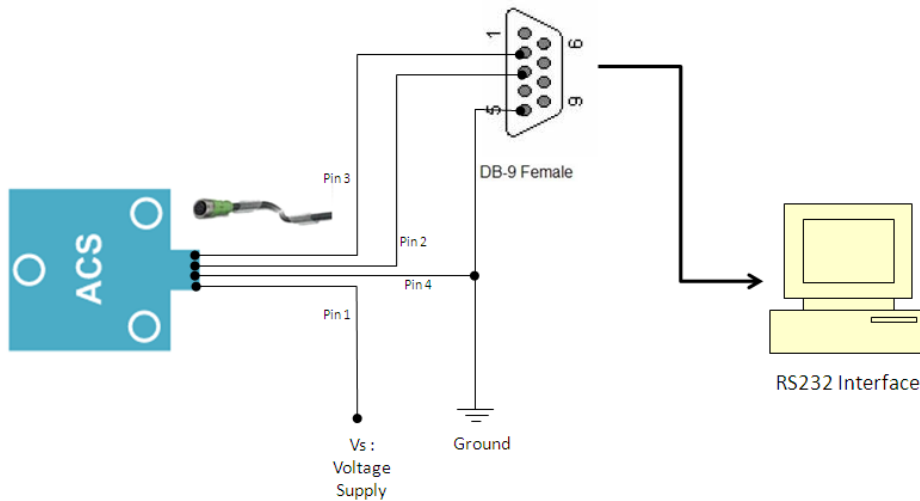 1
6
5
9
DB-9 Female
Pin 3
Pin 2
ACS
Pin 4
Pin 1
RS232 Interface
Vs :
Voltage
Supply
Ground